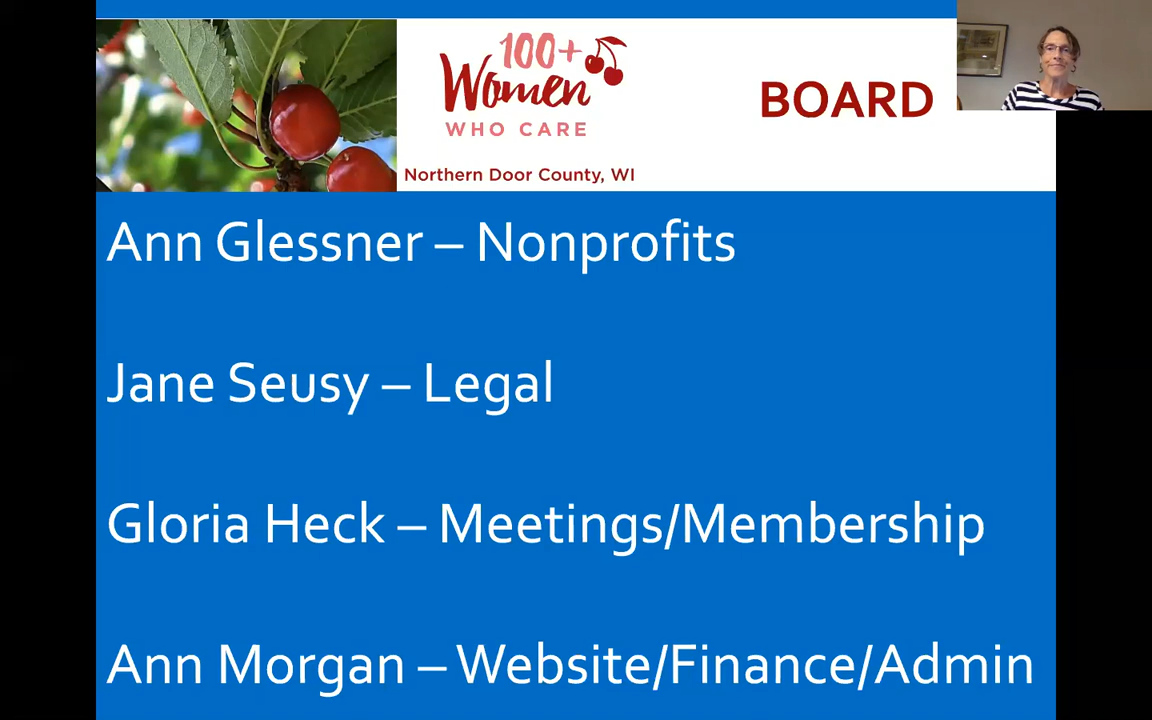 100+
Women
WHO CARE
Northern Door County, WI
BOARD
Ann Glessner – Nonprofits
Jane Seusy – Legal
Gloria Heck – Meetings/Membership
Ann Morgan – Website/Finance/Admin